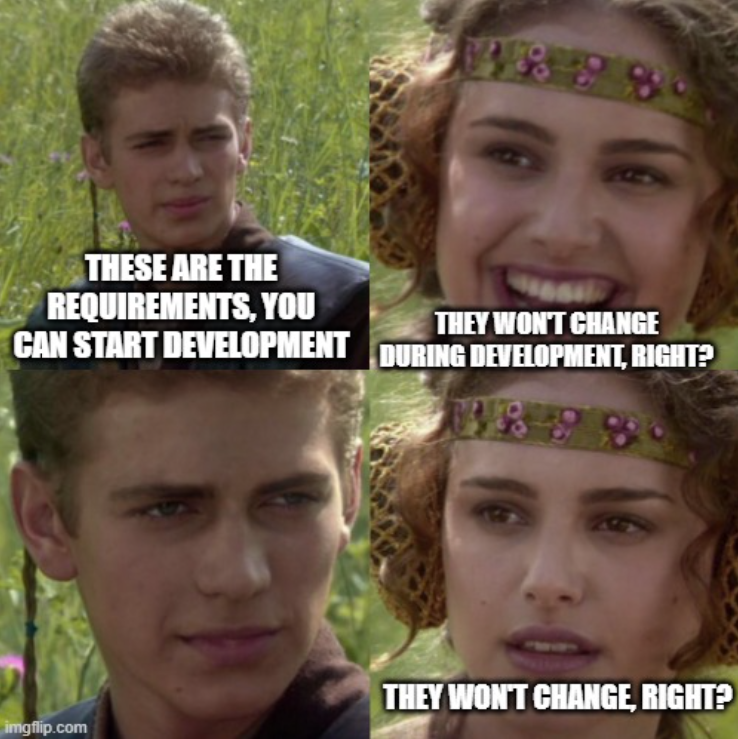 THESE ARE THE
REQUIREMENTS, YOU
CAN START DEVELOPMENT
THEY WON'T CHANGE
DURING DEVELOPMENT, RIGHT?
THEY WON'T CHANGE, RIGHT?
imgflip.com